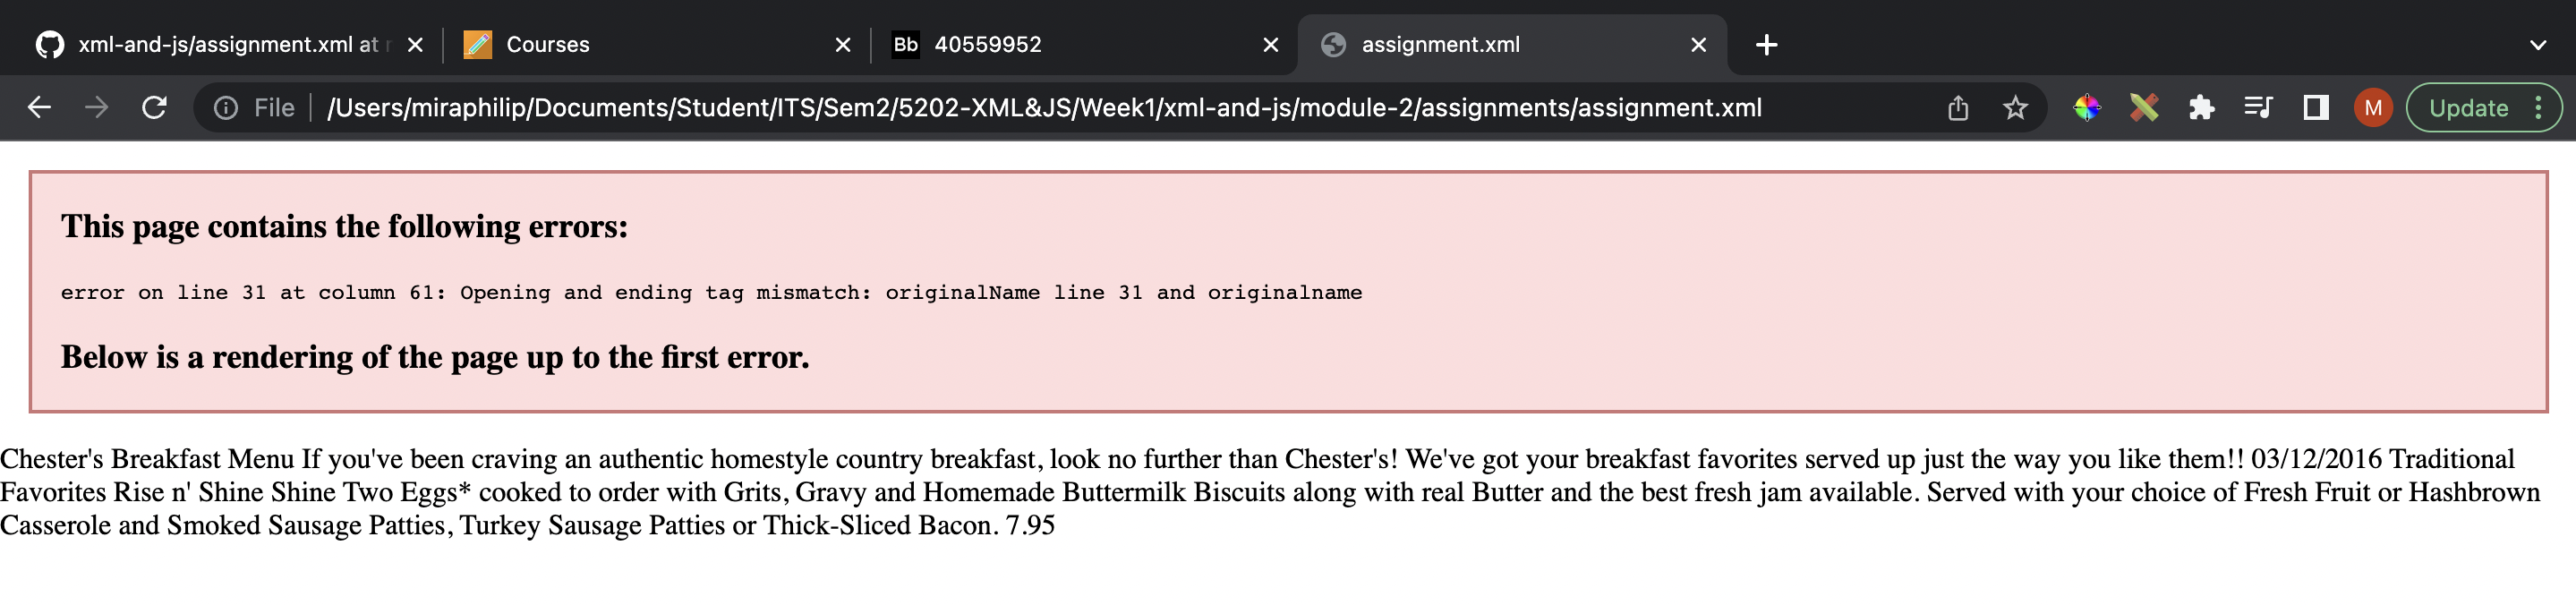 xml-and-js/assignment.xml at
Courses
Bb 40559952
assignment.xml
File /Users/miraphilip/Documents/Student/ITS/Sem2/5202-XML&JS/Week1/xml-and-js/module-2/assignments/assignment.xml
M
Update
This page contains the following errors:
error on line 31 at column 61: Opening and ending tag mismatch: originalName line 31 and originalname
Below is a rendering of the page up to the first error.
Chester's Breakfast Menu If you've been craving an authentic homestyle country breakfast, look no further than Chester's! We've got your breakfast favorites served up just the way you like them!! 03/12/2016 Traditional
Favorites Rise n' Shine Shine Two Eggs* cooked to order with Grits, Gravy and Homemade Buttermilk Biscuits along with real Butter and the best fresh jam available. Served with your choice of Fresh Fruit or Hashbrown
Casserole and Smoked Sausage Patties, Turkey Sausage Patties or Thick-Sliced Bacon. 7.95